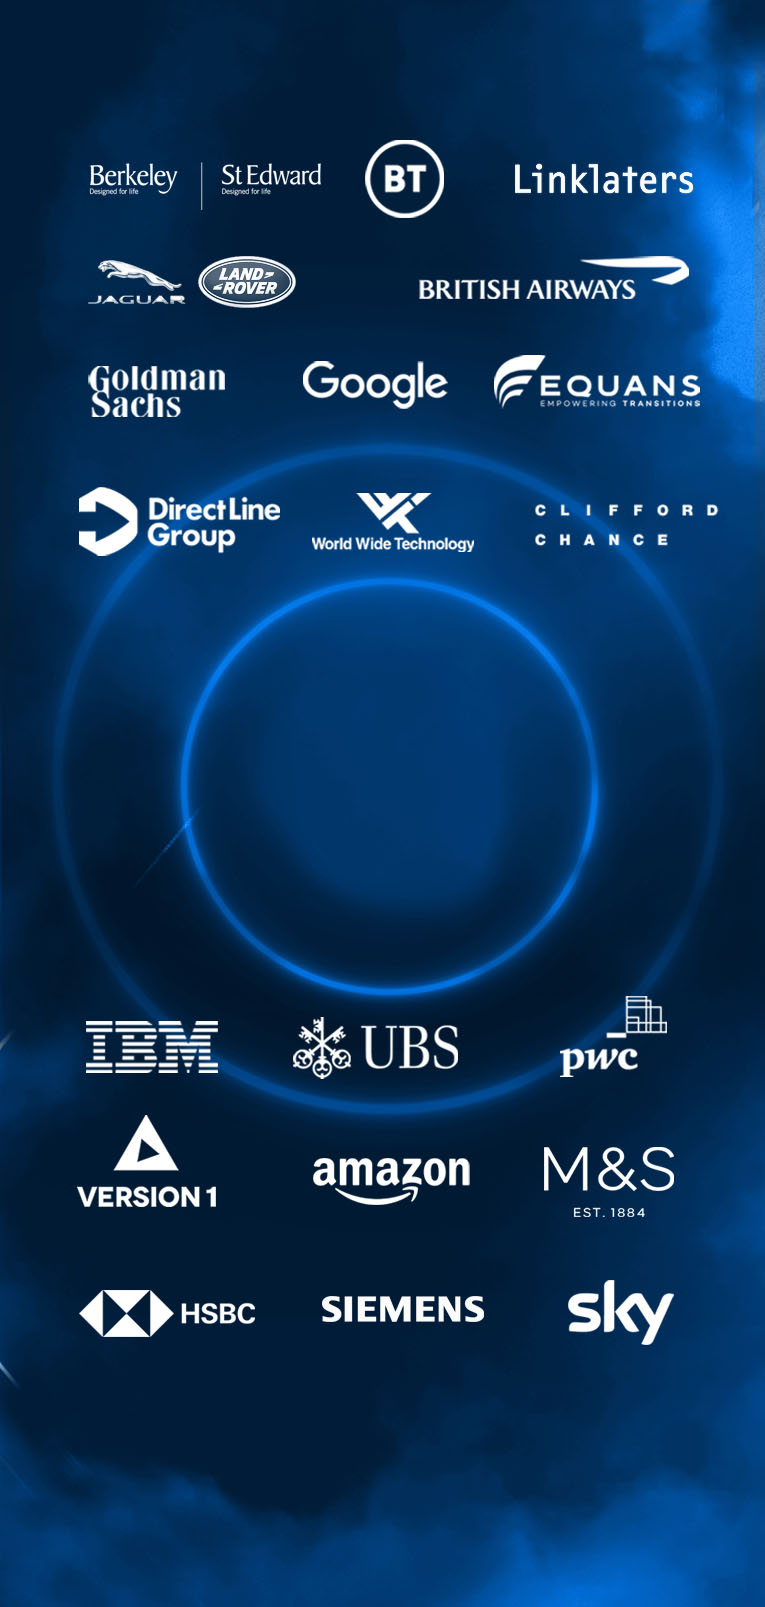 Berkeley
Designed for life
St Edward
Designed for life
BT
Linklaters
JAGUAR
LAND-
-ROVER
BRITISH AIRWAYS
Goldman
Sachs
Google
EQUANS
EMPOWERING TRANSITIONS
Direct Line
Group
World Wide Technology
CLIFFORD
CHANCE
IBM
UBS
pwc
VERSION 1
amazon
M&S
EST. 1884
HSBC
SIEMENS
sky